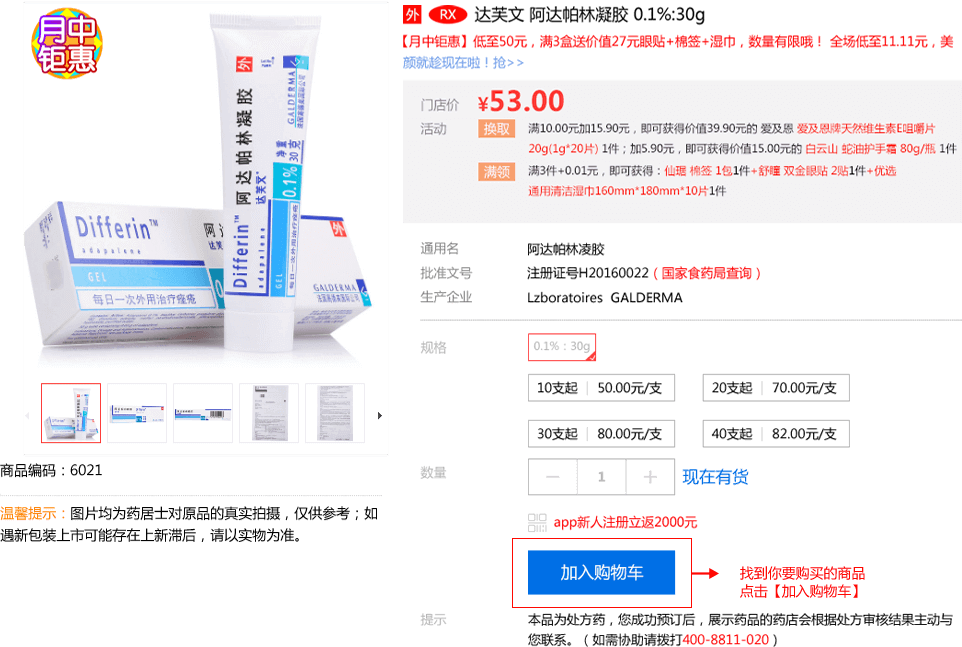 月中
钜惠
外
阿达帕林凝胶
达芙文
0.1%
净重
30克
GALDERMA
Differin™
adapalene
GEL
每日一次外用治疗痤疮
Differin™
adapalene
GEL
每日一次外用治疗痤疮
外
GALDERMA
商品编码：6021
温馨提示：图片均为药居士对原品的真实拍摄，仅供参考；如
遇新包装上市可能存在上新滞后，请以实物为准。
外 RX 达芙文 阿达帕林凝胶 0.1%:30g
【月中钜惠】低至50元，满3盒送价值27元眼贴+棉签+湿巾，数量有限哦！ 全场低至11.11元，美
颜就趁现在啦！抢>>
门店价 ¥53.00
活动 换取 满10.00元加15.90元，即可获得价值39.90元的 爱及恩 爱及恩牌天然维生素E咀嚼片
20g(1g*20片) 1件；加5.90元，即可获得价值15.00元的 白云山 蛇油护手霜 80g/瓶 1件
满领 满3件+0.01元，即可获得：仙瑶 棉签 1包1件+舒瞳 双全眼贴 2贴1件+优选
通用清洁湿巾160mm*180mm*10片1件
通用名 阿达帕林凌胶
批准文号 注册证号H20160022（国家食药局查询）
生产企业 Lzboratoires GALDERMA
规格 0.1%：30g
10支起 50.00元/支 20支起 70.00元/支
30支起 80.00元/支 40支起 82.00元/支
数量 — 1 + 现在有货
app新人注册立返2000元
加入购物车
找到你要购买的商品
点击【加入购物车】
提示 本品为处方药，您成功预订后，展示药品的药店会根据处方审核结果主动与
您联系。（如需协助请拨打400-8811-020）